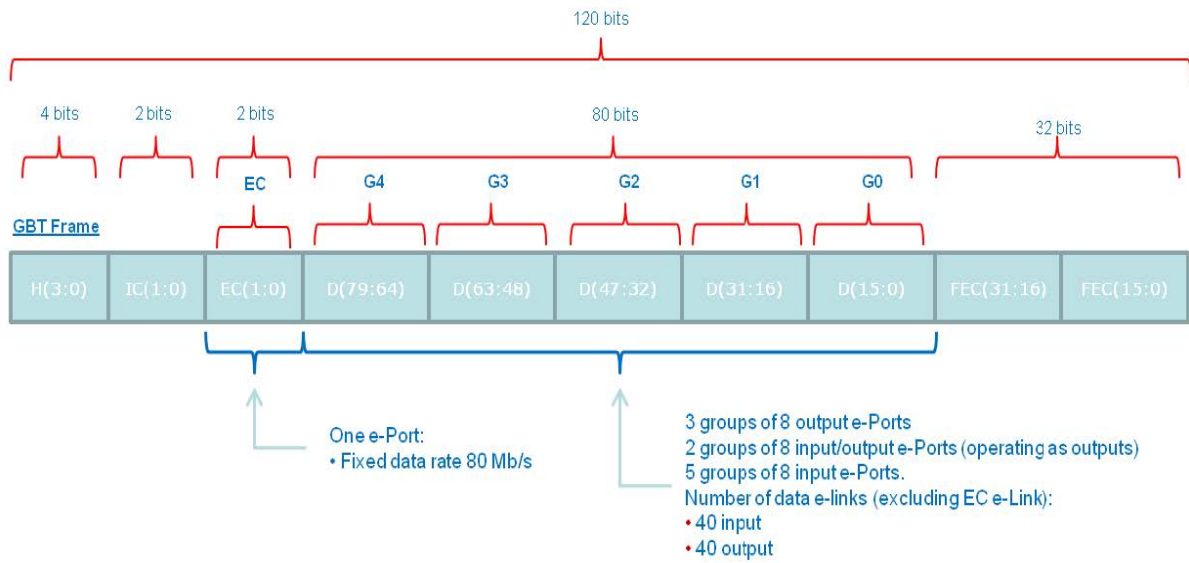 120 bits
4 bits 2 bits 2 bits 80 bits 32 bits
EC G4 G3 G2 G1 G0
GBT Frame
H(3:0) IC(1:0) EC(1:0) D(79:64) D(63:48) D(47:32) D(31:16) D(15:0) FEC(31:16) FEC(15:0)
One e-Port:
• Fixed data rate 80 Mb/s
3 groups of 8 output e-Ports
2 groups of 8 input/output e-Ports (operating as outputs)
5 groups of 8 input e-Ports.
Number of data e-links (excluding EC e-Link):
• 40 input
• 40 output